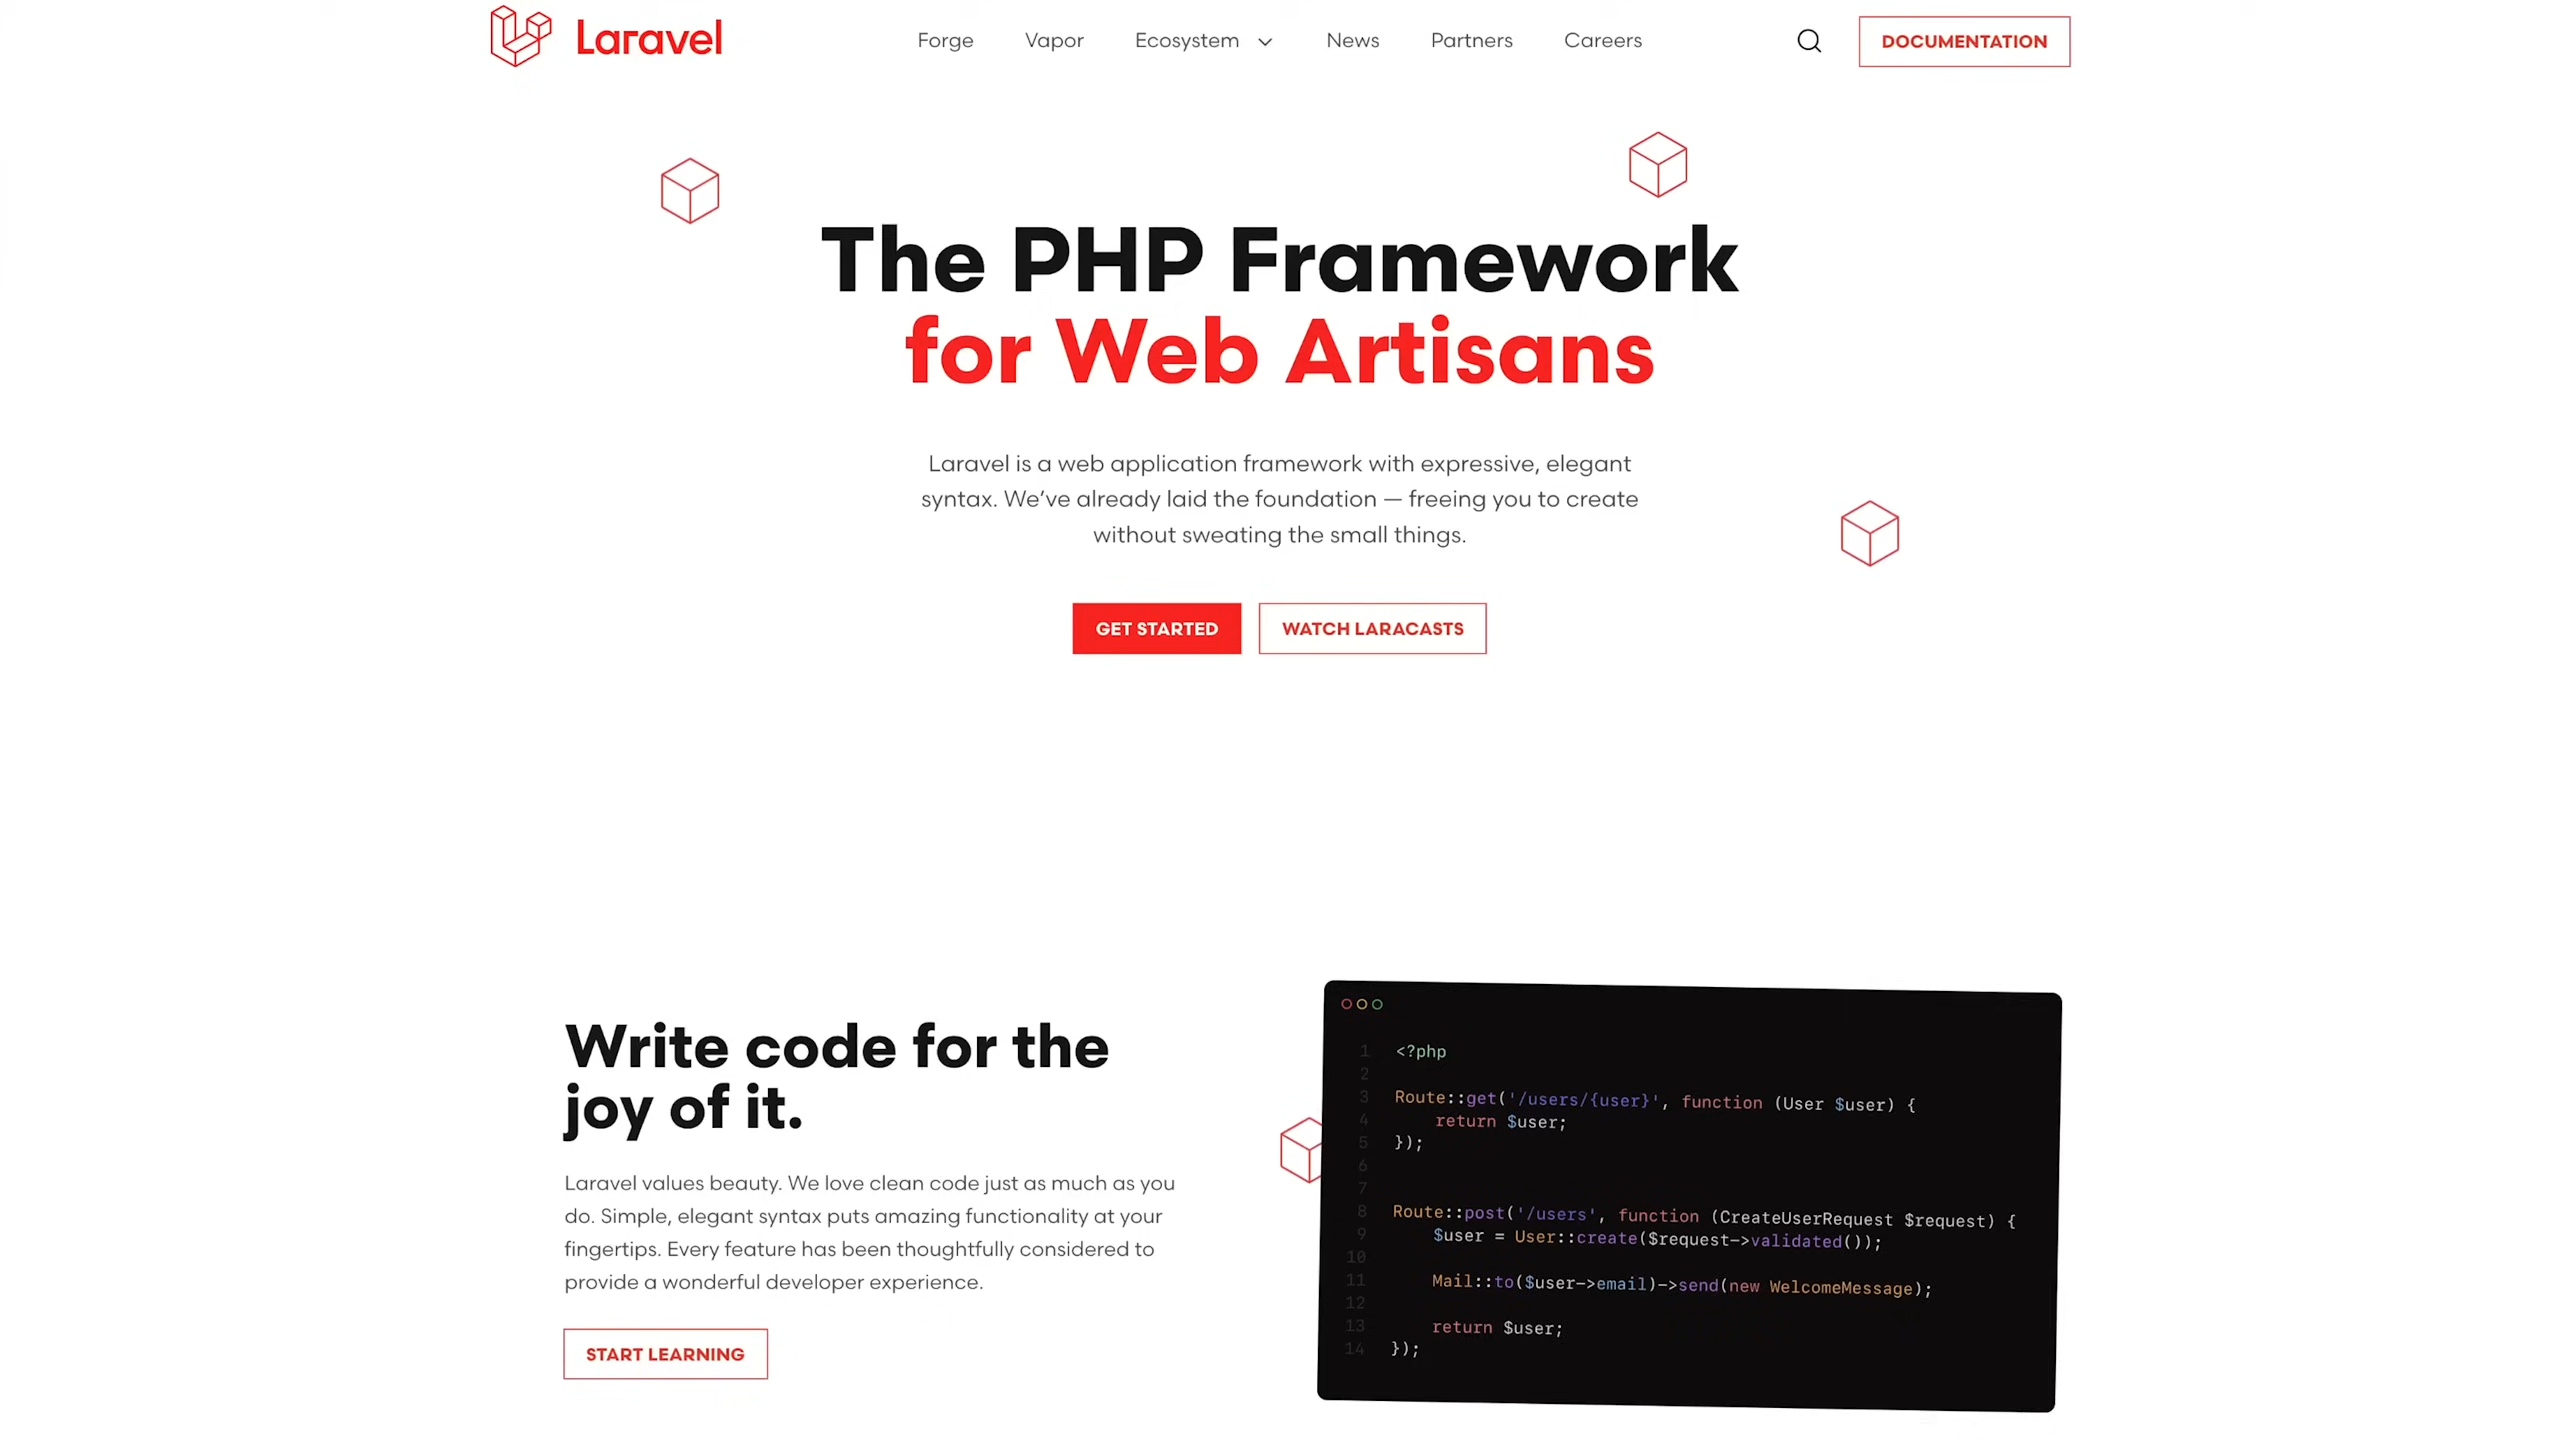 Laravel
Forge
Vapor
Ecosystem
News
Partners
Careers
DOCUMENTATION
The PHP Framework
for Web Artisans
Laravel is a web application framework with expressive, elegant
syntax. We’ve already laid the foundation — freeing you to create
without sweating the small things.
GET STARTED
WATCH LARACASTS
Write code for the
joy of it.
Laravel values beauty. We love clean code just as much as you
do. Simple, elegant syntax puts amazing functionality at your
fingertips. Every feature has been thoughtfully considered to
provide a wonderful developer experience.
START LEARNING
1 <?php
2
3 Route::get('/users/{user}', function (User $user) {
4     return $user;
5 });
6
7
8 Route::post('/users', function (CreateUserRequest $request) {
9     $user = User::create($request->validated());
10
11     Mail::to($user->email)->send(new WelcomeMessage);
12
13     return $user;
14 });